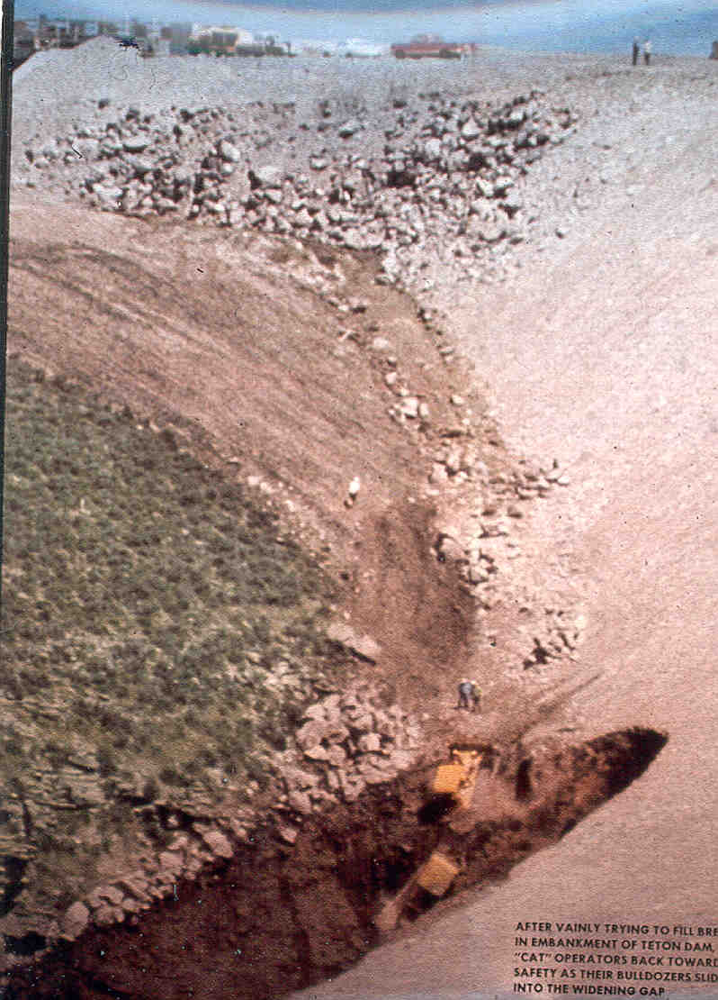 AFTER VAINLY TRYING TO FILL BRE
IN EMBANKMENT OF TETON DAM,
"CAT" OPERATORS BACK TOWARD
SAFETY AS THEIR BULLDOZERS SLID
INTO THE WIDENING GAP